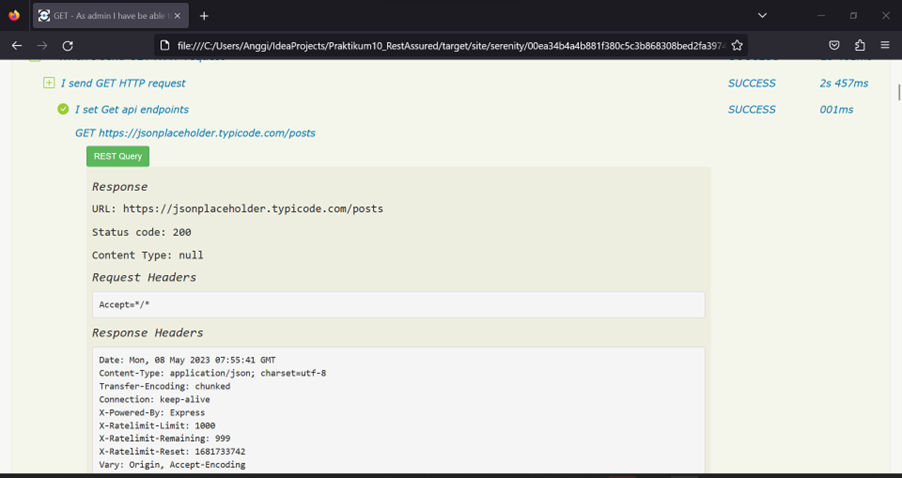 GET - As admin I have be able t
file:///C:/Users/Anggi/IdeaProjects/Praktikum10_RestAssured/target/site/serenity/00ea34b4a4b881f380c5c3b868308bed2fa397
I send GET HTTP request SUCCESS 2s 457ms
I set Get api endpoints SUCCESS 001ms
GET https://jsonplaceholder.typicode.com/posts
REST Query
Response
URL: https://jsonplaceholder.typicode.com/posts
Status code: 200
Content Type: null
Request Headers
Accept=*/*
Response Headers
Date: Mon, 08 May 2023 07:55:41 GMT
Content-Type: application/json; charset=utf-8
Transfer-Encoding: chunked
Connection: keep-alive
X-Powered-By: Express
X-Ratelimit-Limit: 1000
X-Ratelimit-Remaining: 999
X-Ratelimit-Reset: 1681733742
Vary: Origin, Accept-Encoding